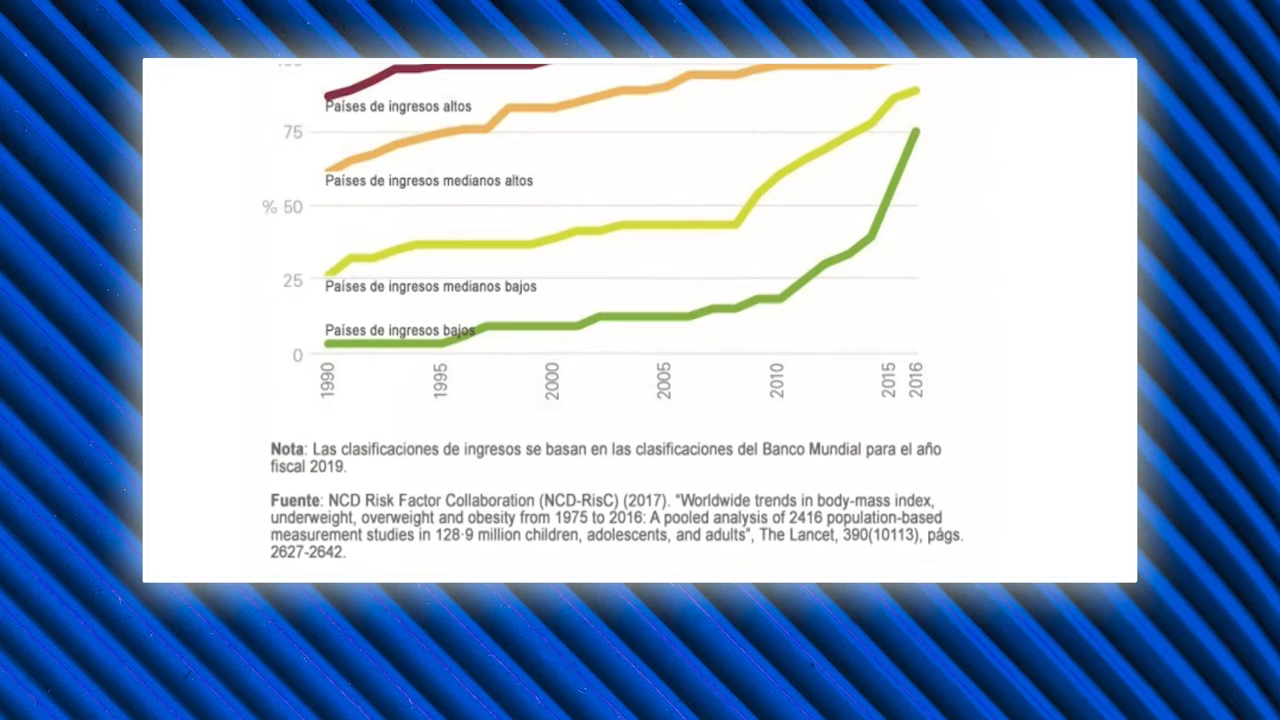 Países de ingresos altos
75
Países de ingresos medianos altos
% 50
25
Países de ingresos medianos bajos
Países de ingresos bajos
0
1990
1995
2000
2005
2010
2015
2016
Nota: Las clasificaciones de ingresos se basan en las clasificaciones del Banco Mundial para el año
fiscal 2019.
Fuente: NCD Risk Factor Collaboration (NCD-RisC) (2017). “Worldwide trends in body-mass index,
underweight, overweight and obesity from 1975 to 2016: A pooled analysis of 2416 population-based
measurement studies in 128·9 million children, adolescents, and adults”, The Lancet, 390(10113), págs.
2627-2642.